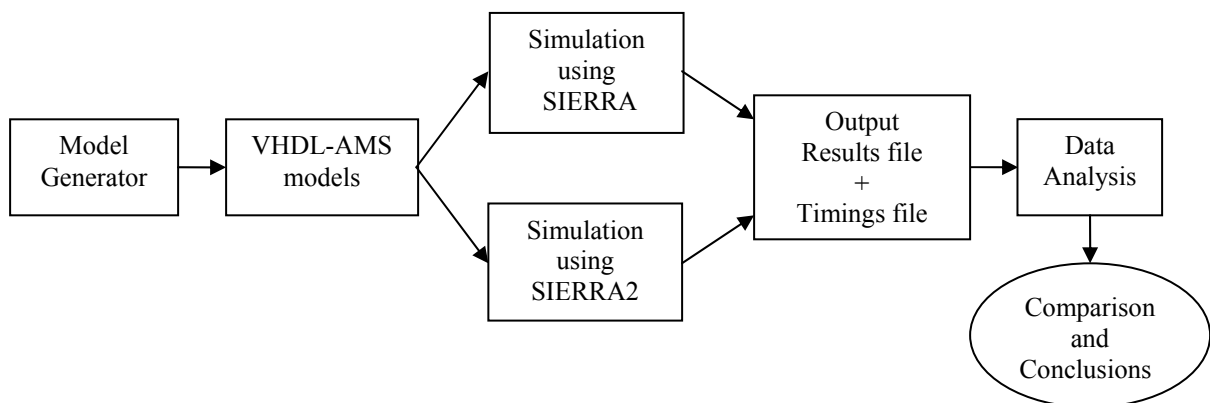 Model
Generator
VHDL-AMS
models
Simulation
using
SIERRA
Simulation
using
SIERRA2
Output
Results file
+
Timings file
Data
Analysis
Comparison
and
Conclusions